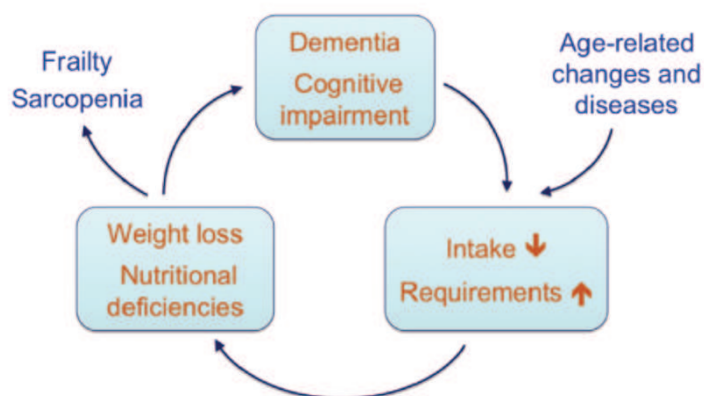 Dementia
Cognitive
impairment
Age-related
changes and
diseases
Frailty
Sarcopenia
Weight loss
Nutritional
deficiencies
Intake ↓
Requirements ↑